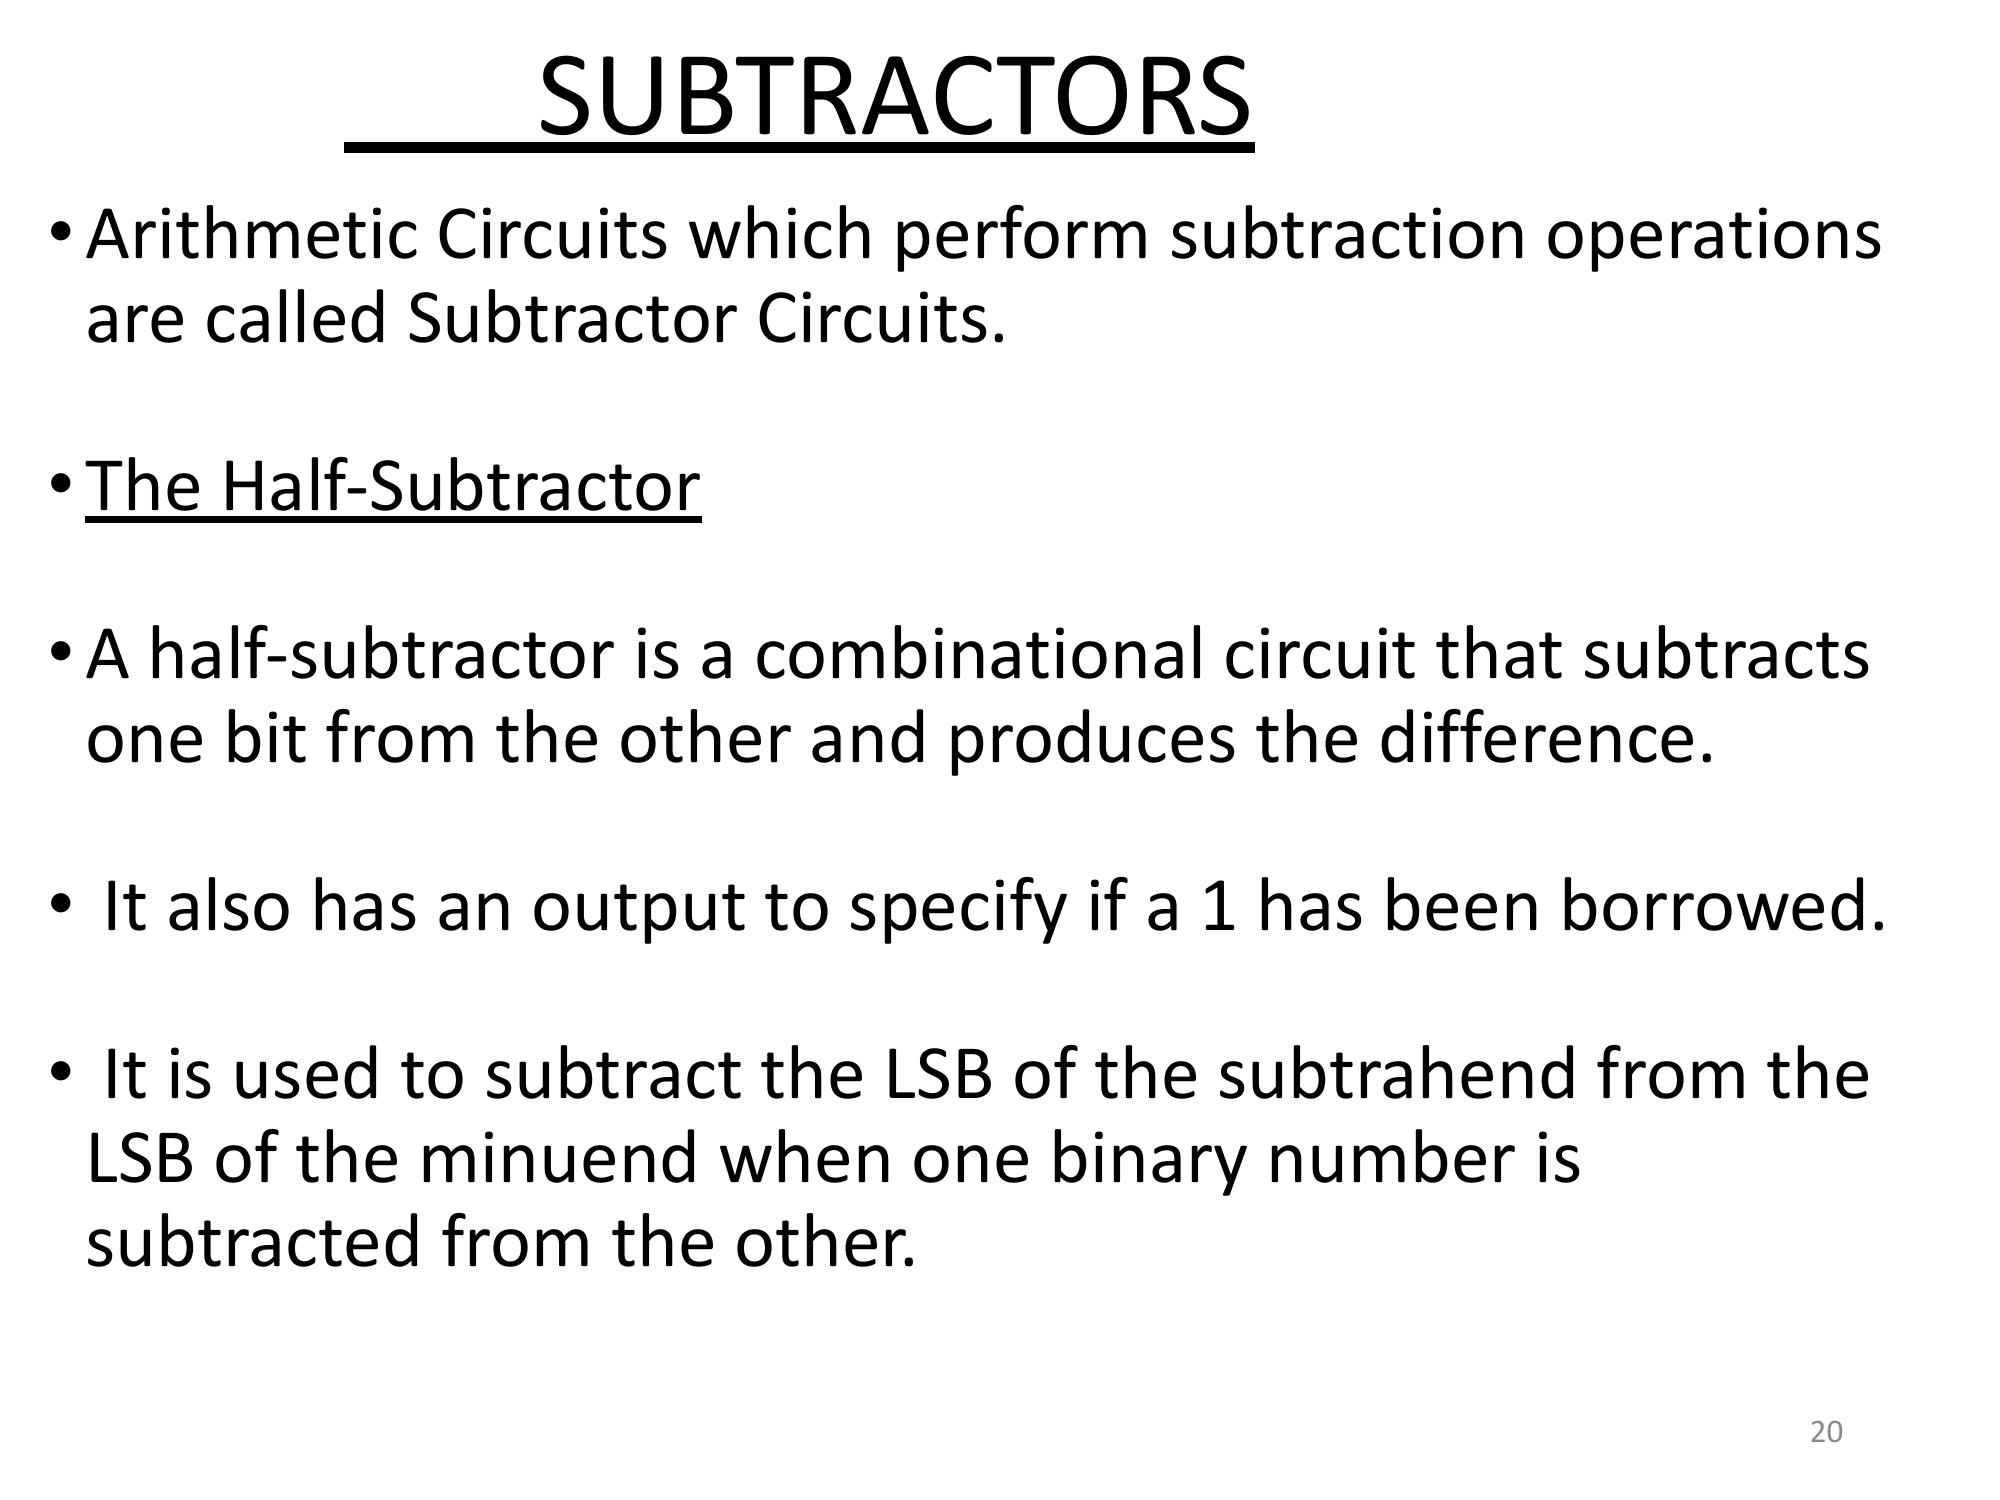 SUBTRACTORS
• Arithmetic Circuits which perform subtraction operations
are called Subtractor Circuits.
• The Half-Subtractor
• A half-subtractor is a combinational circuit that subtracts
one bit from the other and produces the difference.
• It also has an output to specify if a 1 has been borrowed.
• It is used to subtract the LSB of the subtrahend from the
LSB of the minuend when one binary number is
subtracted from the other.
20